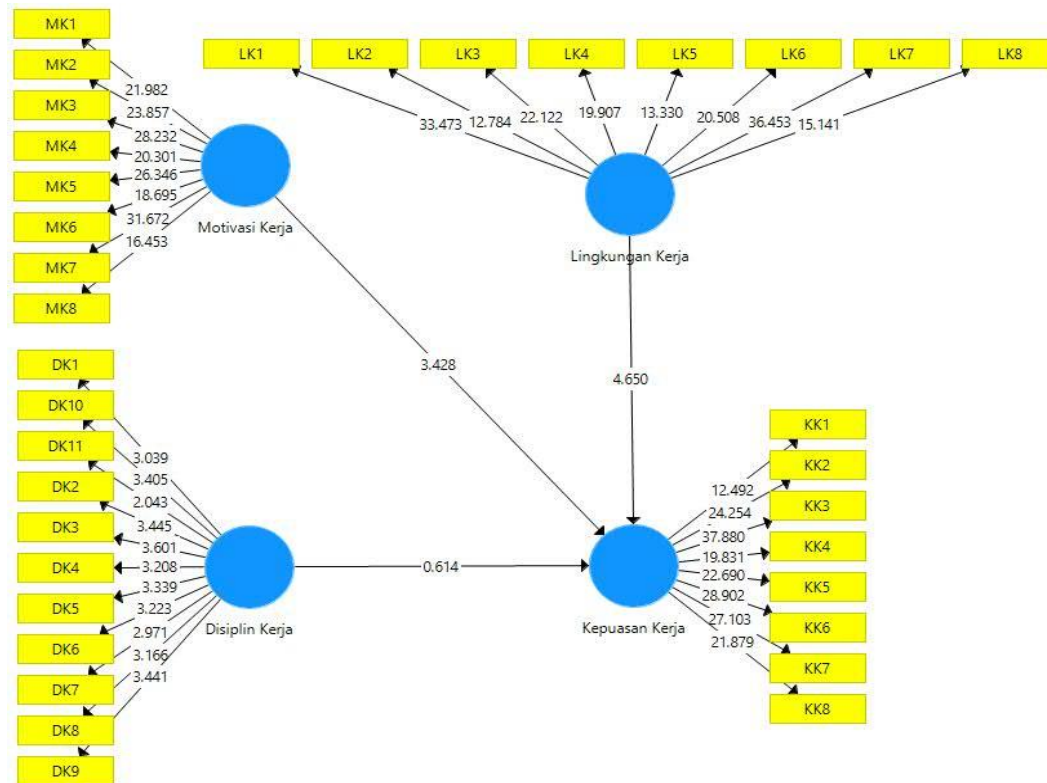 MK1
MK2
MK3
MK4
MK5
MK6
MK7
MK8
21.982
23.857
28.232
20.301
26.346
18.695
31.672
16.453
Motivasi Kerja
LK1
LK2
LK3
LK4
LK5
LK6
LK7
LK8
33.473
12.784
22.122
19.907
13.330
20.508
36.453
15.141
Lingkungan Kerja
3.428
4.650
DK1
DK10
DK11
DK2
DK3
DK4
DK5
DK6
DK7
DK8
DK9
3.039
3.405
2.043
3.445
3.601
3.208
3.339
3.223
2.971
3.166
3.441
Disiplin Kerja
0.614
Kepuasan Kerja
12.492
24.254
37.880
19.831
22.690
28.902
27.103
21.879
KK1
KK2
KK3
KK4
KK5
KK6
KK7
KK8